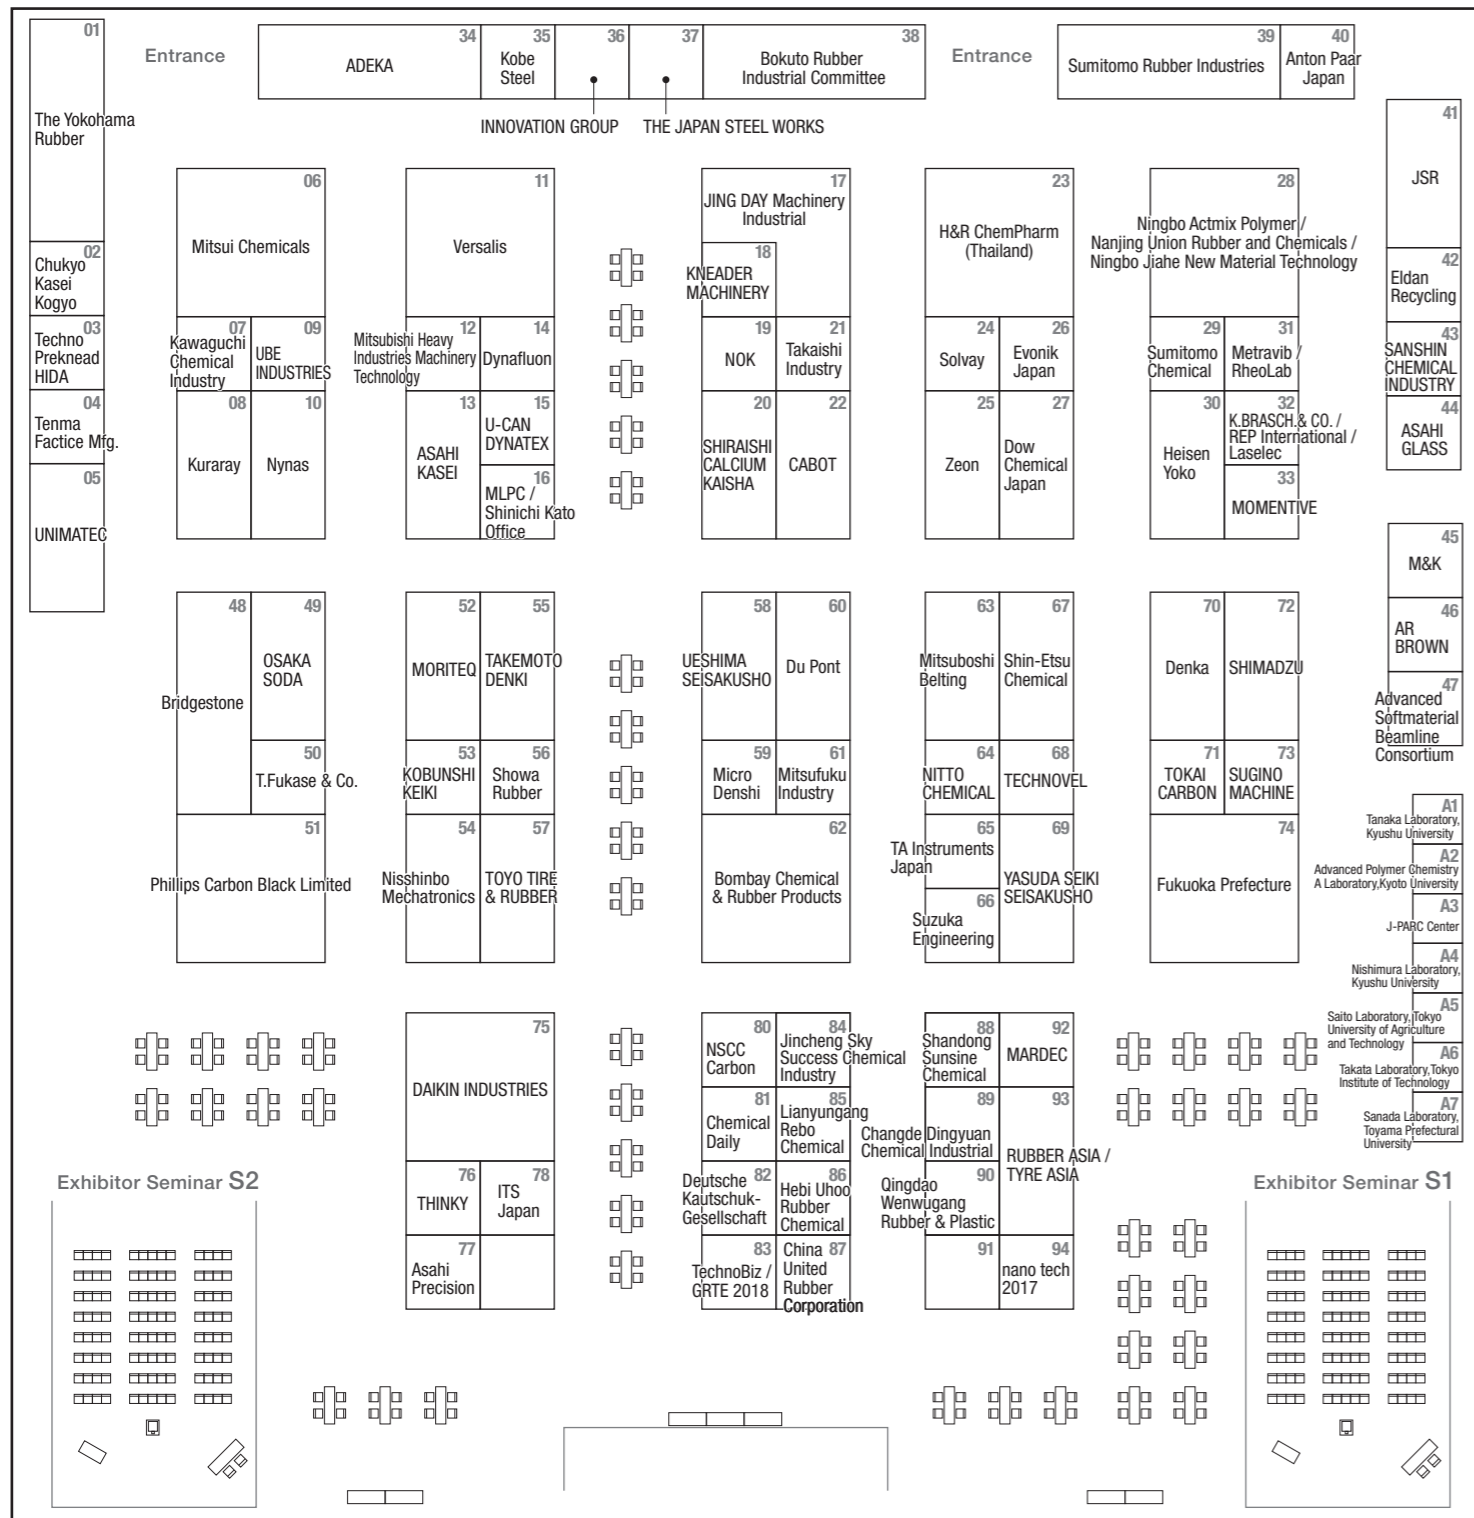 01
The Yokohama
Rubber
02
Chukyo
Kasei
Kogyo
03
Techno
Preknead
HIDA
04
Tenma
Factice Mfg.
05
UNIMATEC
Entrance
34
ADEKA
35
Kobe
Steel
36
INNOVATION GROUP
37
THE JAPAN STEEL WORKS
38
Bokuto Rubber
Industrial Committee
Entrance
39
Sumitomo Rubber Industries
40
Anton Paar
Japan
06
Mitsui Chemicals
07
Kawaguchi
Chemical
Industry
09
UBE
INDUSTRIES
08
Kuraray
10
Nynas
11
Versalis
12
Mitsubishi Heavy
Industries Machinery
Technology
14
Dynafluon
13
ASAHI
KASEI
15
U-CAN
DYNATEX
16
MLPC /
Shinichi Kato
Office
17
JING DAY Machinery
Industrial
18
KNEADER
MACHINERY
19
NOK
21
Takaishi
Industry
20
SHIRAISHI
CALCIUM
KAISHA
22
CABOT
23
H&R ChemPharm
(Thailand)
24
Solvay
26
Evonik
Japan
25
Zeon
27
Dow
Chemical
Japan
28
Ningbo Actmix Polymer /
Nanjing Union Rubber and Chemicals /
Ningbo Jiahe New Material Technology
29
Sumitomo
Chemical
31
Metravib /
RheoLab
30
Heisen
Yoko
32
K.BRASCH.& CO. /
REP International /
Laselec
33
MOMENTIVE
41
JSR
42
Eldan
Recycling
43
SANSHIN
CHEMICAL
INDUSTRY
44
ASAHI
GLASS
45
M&K
46
AR
BROWN
47
Advanced
Softmaterial
Beamline
Consortium
48
Bridgestone
49
OSAKA
SODA
50
T.Fukase & Co.
51
Phillips Carbon Black Limited
52
MORITEQ
55
TAKEMOTO
DENKI
53
KOBUNSHI
KEIKI
56
Showa
Rubber
54
Nisshinbo
Mechatronics
57
TOYO TIRE
& RUBBER
58
UESHIMA
SEISAKUSHO
60
Du Pont
59
Micro
Denshi
61
Mitsufuku
Industry
62
Bombay Chemical
& Rubber Products
63
Mitsuboshi
Belting
67
Shin-Etsu
Chemical
64
NITTO
CHEMICAL
68
TECHNOVEL
65
TA Instruments
Japan
66
Suzuka
Engineering
69
YASUDA SEIKI
SEISAKUSHO
70
Denka
72
SHIMADZU
71
TOKAI
CARBON
73
SUGINO
MACHINE
74
Fukuoka Prefecture
A1
Tanaka Laboratory,
Kyushu University
A2
Advanced Polymer Chemistry
A Laboratory,Kyoto University
A3
J-PARC Center
A4
Nishimura Laboratory,
Kyushu University
A5
Saito Laboratory,Tokyo
University of Agriculture
and Technology
A6
Takata Laboratory,Tokyo
Institute of Technology
A7
Sanada Laboratory,
Toyama Prefectural
University
75
DAIKIN INDUSTRIES
76
THINKY
78
ITS
Japan
77
Asahi
Precision
80
NSCC
Carbon
84
Jincheng Sky
Success Chemical
Industry
81
Chemical
Daily
85
Lianyungang
Rebo
Chemical
82
Deutsche
Kautschuk-
Gesellschaft
86
Hebi Uhoo
Rubber
Chemical
83
TechnoBiz /
GRTE 2018
87
China
United
Rubber
Corporation
88
Shandong
Sunsine
Chemical
92
MARDEC
89
Changde Dingyuan
Chemical Industrial
93
RUBBER ASIA /
TYRE ASIA
90
Qingdao
Wenwugang
Rubber & Plastic
91
94
nano tech
2017
Exhibitor Seminar S2
Exhibitor Seminar S1